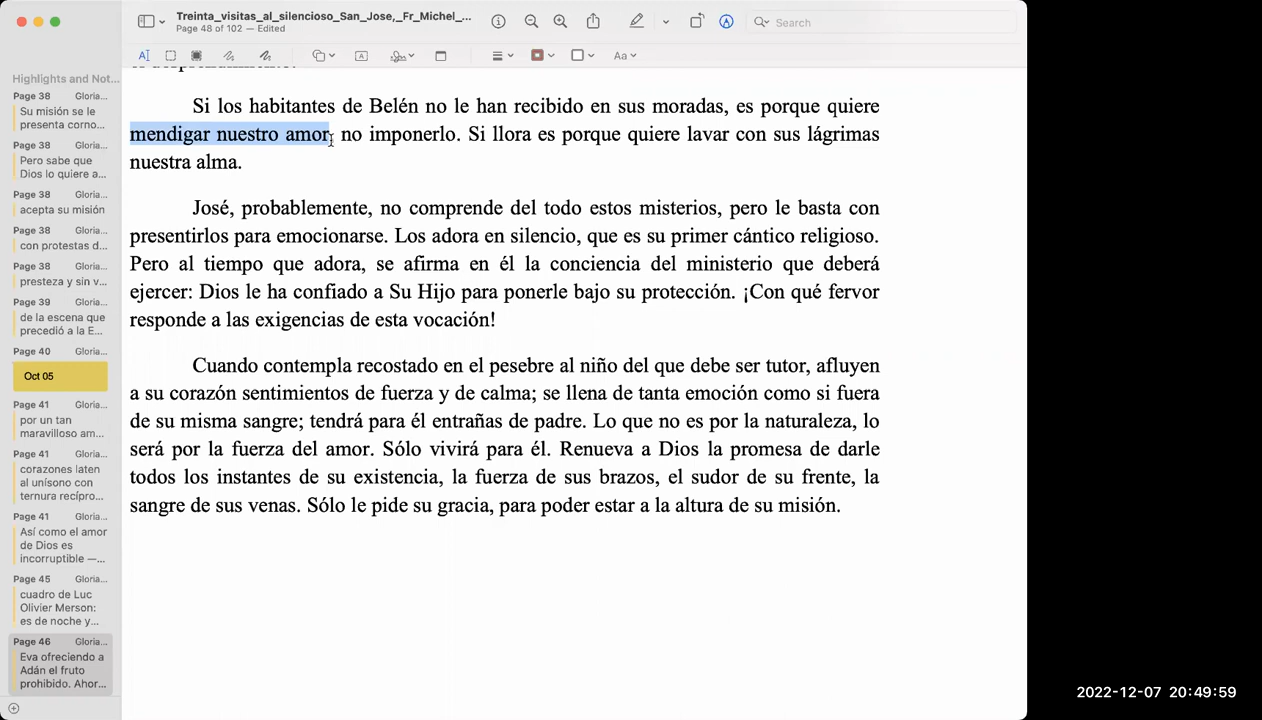 Treinta_visitas_al_silencioso_San_Jose,_Fr_Michel_...
Page 48 of 102 — Edited
Search
Aa
Highlights and Not...
Page 38 Gloria...
Su misión se le
presenta corno...
Page 38 Gloria...
Pero sabe que
Dios lo quiere a...
Page 38 Gloria...
acepta su misión
Page 38 Gloria...
con protestas d...
Page 38 Gloria...
presteza y sin v...
Page 39 Gloria...
de la escena que
precedió a la E...
Page 40 Gloria...
Oct 05
Page 41 Gloria...
por un tan
maravilloso am...
Page 41 Gloria...
corazones laten
al unísono con
ternura recípro...
Page 41 Gloria...
Así como el amor
de Dios es
incorruptible —...
Page 45 Gloria...
cuadro de Luc
Olivier Merson:
es de noche y...
Page 46 Gloria...
Eva ofreciendo a
Adán el fruto
prohibido. Ahor...
Si los habitantes de Belén no le han recibido en sus moradas, es porque quiere
mendigar nuestro amor, no imponerlo. Si llora es porque quiere lavar con sus lágrimas
nuestra alma.
José, probablemente, no comprende del todo estos misterios, pero le basta con
presentirlos para emocionarse. Los adora en silencio, que es su primer cántico religioso.
Pero al tiempo que adora, se afirma en él la conciencia del ministerio que deberá
ejercer: Dios le ha confiado a Su Hijo para ponerle bajo su protección. ¡Con qué fervor
responde a las exigencias de esta vocación!
Cuando contempla recostado en el pesebre al niño del que debe ser tutor, afluyen
a su corazón sentimientos de fuerza y de calma; se llena de tanta emoción como si fuera
de su misma sangre; tendrá para él entrañas de padre. Lo que no es por la naturaleza, lo
será por la fuerza del amor. Sólo vivirá para él. Renueva a Dios la promesa de darle
todos los instantes de su existencia, la fuerza de sus brazos, el sudor de su frente, la
sangre de sus venas. Sólo le pide su gracia, para poder estar a la altura de su misión.
2022-12-07 20:49:59